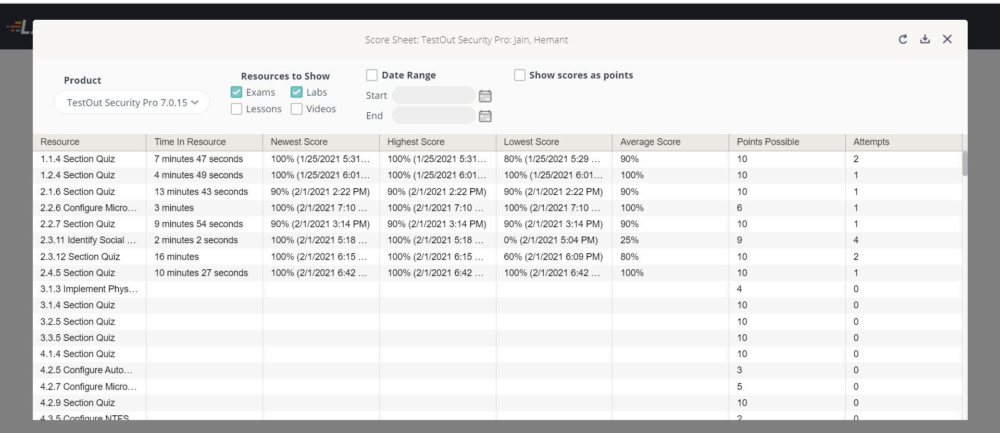 Score Sheet: TestOut Security Pro: Jain, Hemant
Product
TestOut Security Pro 7.0.15
Resources to Show
Exams Labs
Lessons Videos
Date Range
Start
End
Show scores as points
Resource Time In Resource Newest Score Highest Score Lowest Score Average Score Points Possible Attempts
1.1.4 Section Quiz 7 minutes 47 seconds 100% (1/25/2021 5:31... 100% (1/25/2021 5:31... 80% (1/25/2021 5:29 ... 90% 10 2
1.2.4 Section Quiz 4 minutes 49 seconds 100% (1/25/2021 6:01... 100% (1/25/2021 6:01... 100% (1/25/2021 6:01... 100% 10 1
2.1.6 Section Quiz 13 minutes 43 seconds 90% (2/1/2021 2:22 PM) 90% (2/1/2021 2:22 PM) 90% (2/1/2021 2:22 PM) 90% 10 1
2.2.6 Configure Micro... 3 minutes 100% (2/1/2021 7:10 ... 100% (2/1/2021 7:10 ... 100% (2/1/2021 7:10 ... 100% 6 1
2.2.7 Section Quiz 9 minutes 54 seconds 90% (2/1/2021 3:14 PM) 90% (2/1/2021 3:14 PM) 90% (2/1/2021 3:14 PM) 90% 10 1
2.3.11 Identify Social ... 2 minutes 2 seconds 100% (2/1/2021 5:18 ... 100% (2/1/2021 5:18 ... 0% (2/1/2021 5:04 PM) 25% 9 4
2.3.12 Section Quiz 16 minutes 100% (2/1/2021 6:15 ... 100% (2/1/2021 6:15 ... 60% (2/1/2021 6:09 PM) 80% 10 2
2.4.5 Section Quiz 10 minutes 27 seconds 100% (2/1/2021 6:42 ... 100% (2/1/2021 6:42 ... 100% (2/1/2021 6:42 ... 100% 10 1
3.1.3 Implement Phys... 4 0
3.1.4 Section Quiz 10 0
3.2.5 Section Quiz 10 0
3.3.5 Section Quiz 10 0
4.1.4 Section Quiz 10 0
4.2.5 Configure Auto... 3 0
4.2.7 Configure Micro... 5 0
4.2.9 Section Quiz 10 0
4.3.5 Configure NTFS 2 0